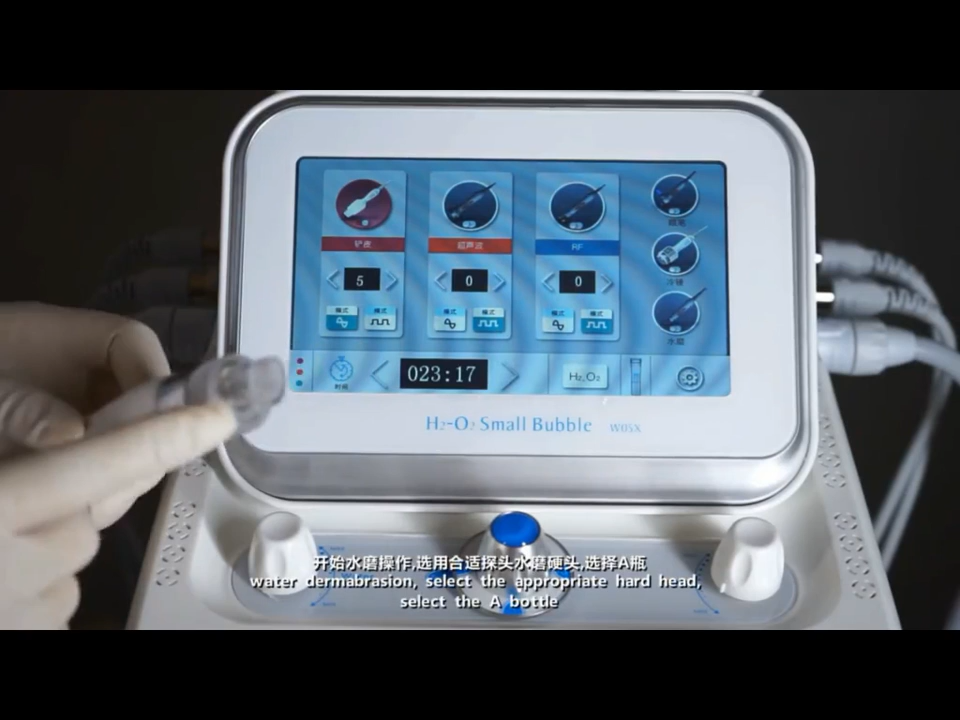 铲皮
超声波
RF
5
0
0
模式
模式
模式
模式
模式
模式
冷锤
水霜
时间
023:17
H₂O₂
H₂-O₂ Small Bubble W05X
开始水磨操作,选用合适探头水磨硬头,选择A瓶
water dermabrasion, select the appropriate hard head,
select the A bottle